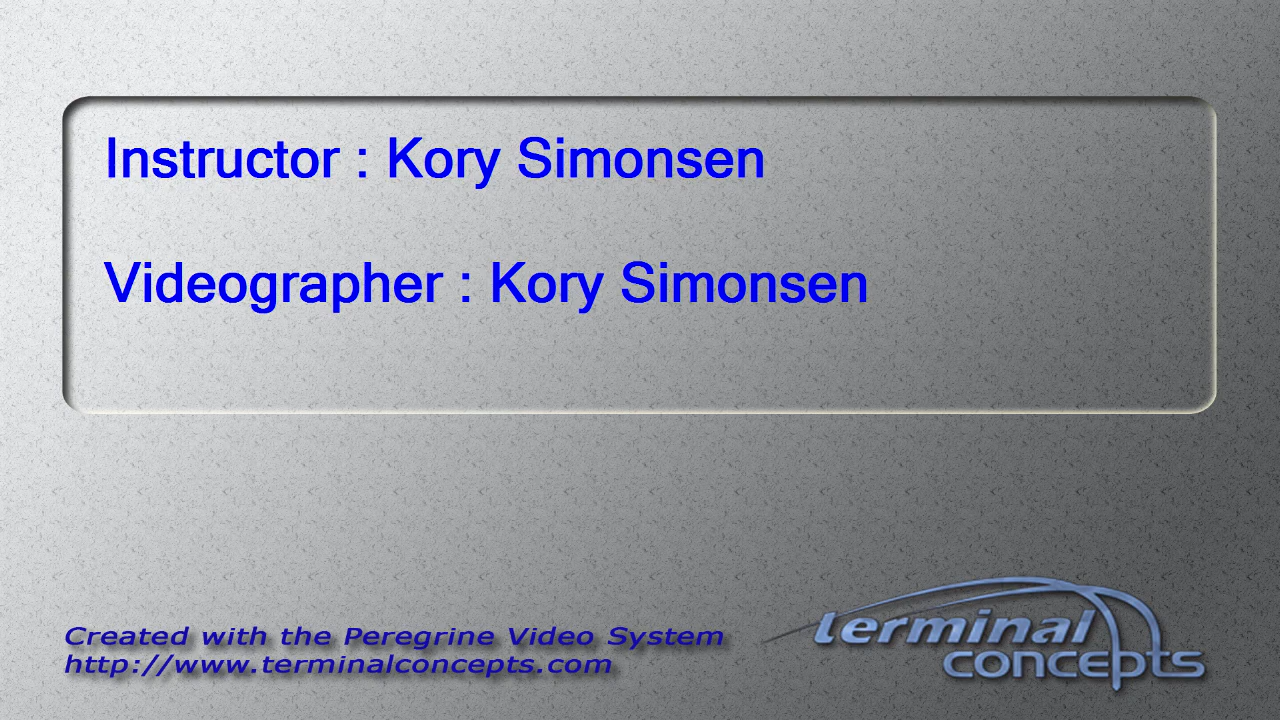 Instructor : Kory Simonsen
Videographer : Kory Simonsen
Created with the Peregrine Video System
http://www.terminalconcepts.com
terminal
concepts